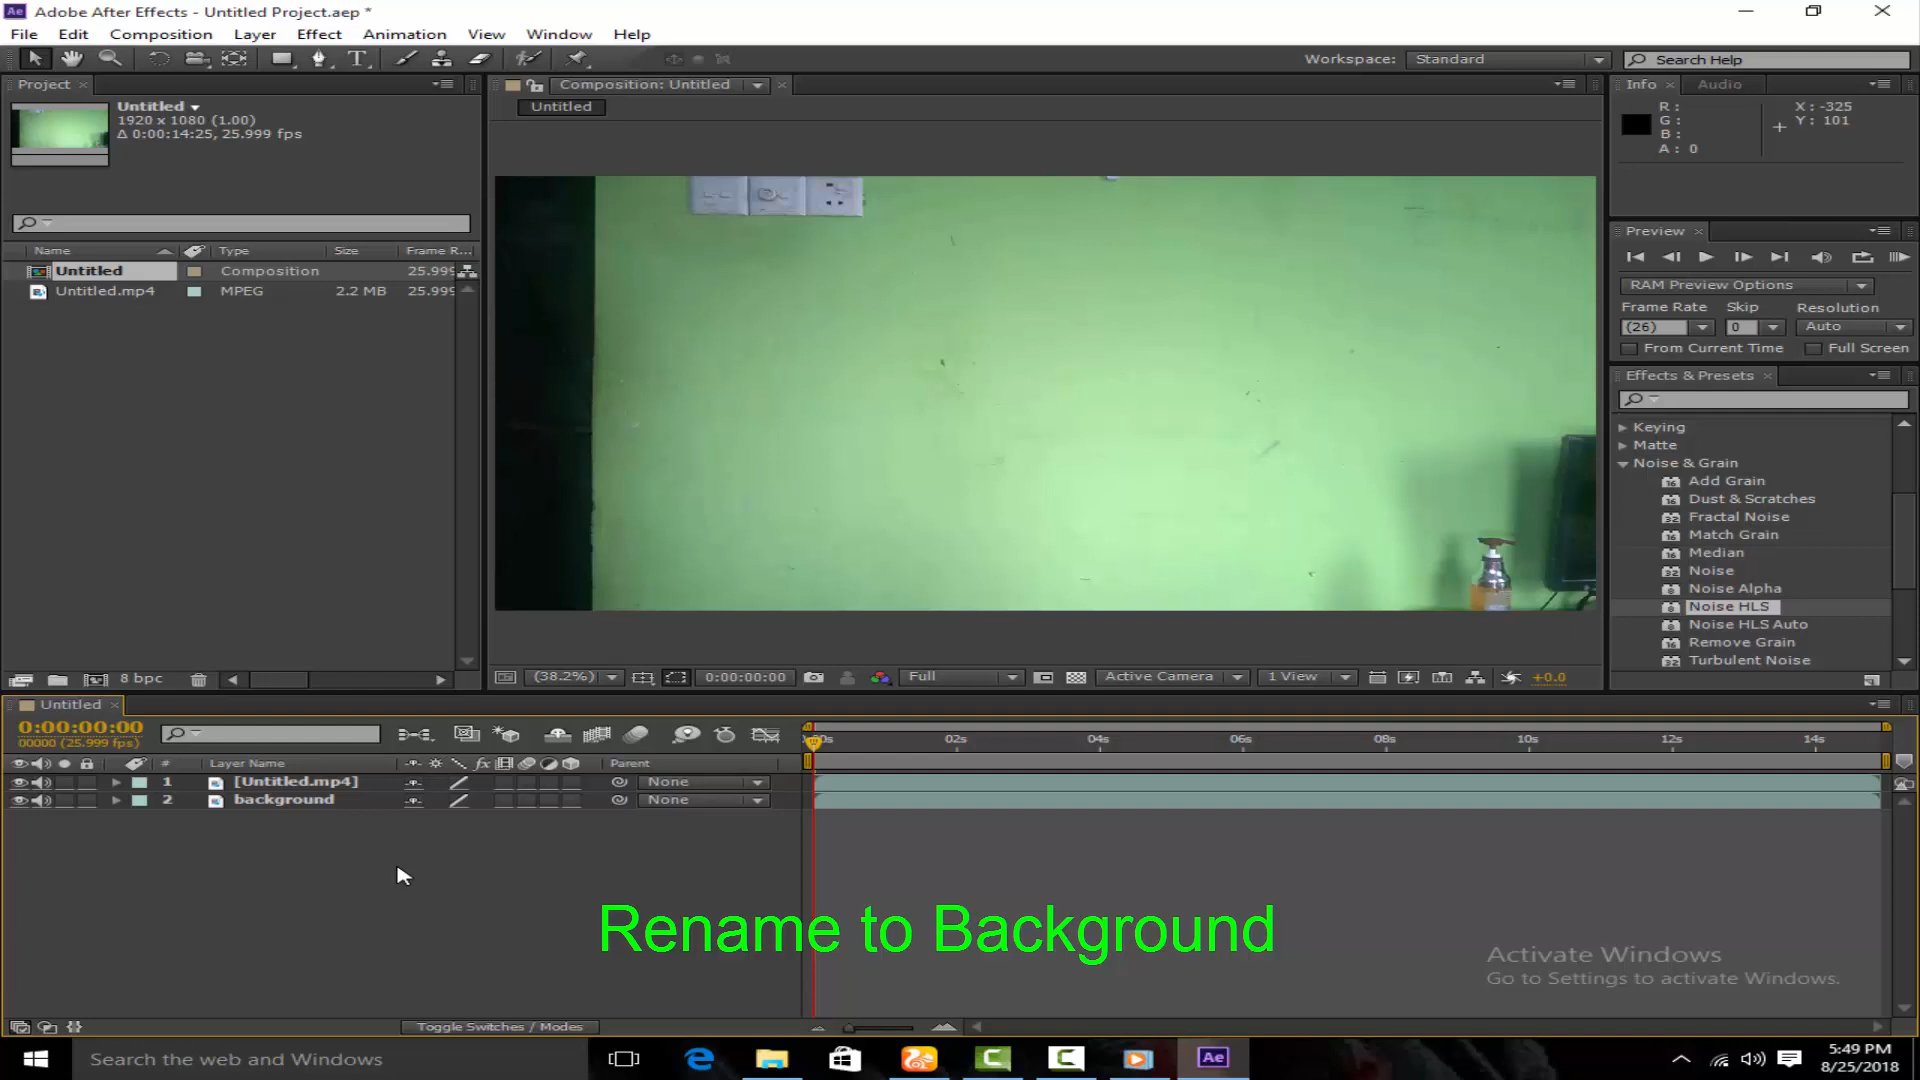 Ae Adobe After Effects - Untitled Project.aep *
File Edit Composition Layer Effect Animation View Window Help
Workspace: Standard Search Help
Project
Untitled
1920 x 1080 (1.00)
Δ 0:00:14:25, 25.999 fps
Name Type Size Frame R...
Untitled Composition 25.999
Untitled.mp4 MPEG 2.2 MB 25.999
8 bpc
Composition: Untitled
Untitled
(38.2%) 0:00:00:00 Full Active Camera 1 View +0.0
Info Audio
R :
G :
B :
A : 0
X : -325
Y : 101
Preview
RAM Preview Options
Frame Rate Skip Resolution
(26) 0 Auto
From Current Time Full Screen
Effects & Presets
Keying
Matte
Noise & Grain
Add Grain
Dust & Scratches
Fractal Noise
Match Grain
Median
Noise
Noise Alpha
Noise HLS
Noise HLS Auto
Remove Grain
Turbulent Noise
Untitled
0:00:00:00
00000 (25.999 fps)
02s 04s 06s 08s 10s 12s 14s
# Layer Name fx Parent
1 [Untitled.mp4] None
2 background None
Rename to Background
Activate Windows
Go to Settings to activate Windows.
Toggle Switches / Modes
Search the web and Windows
Ae
5:49 PM
8/25/2018